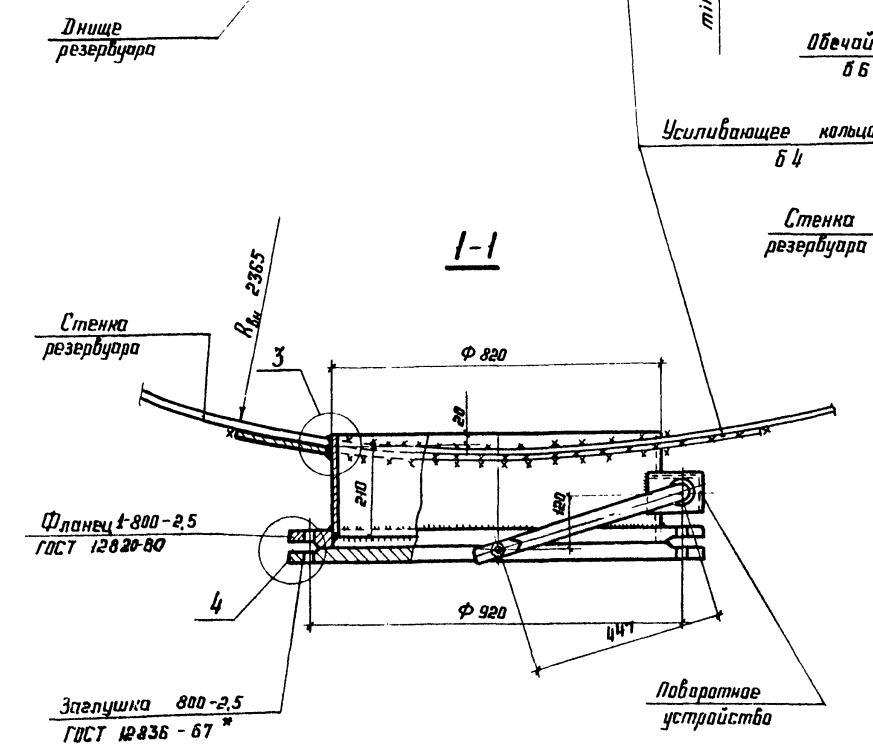 Днище
резервуара
min
Обечай
δ 6
Усиливающее кольцо
δ 4
Стенка
резервуара
1-1
Rвн 2365
Стенка
резервуара
3
Ф 820
20
210
120
Фланец 1-800-2,5
ГОСТ 12820-80
4
Ф 920
447
Заглушка 800-2,5
ГОСТ 12836-67*
Поворотное
устройство